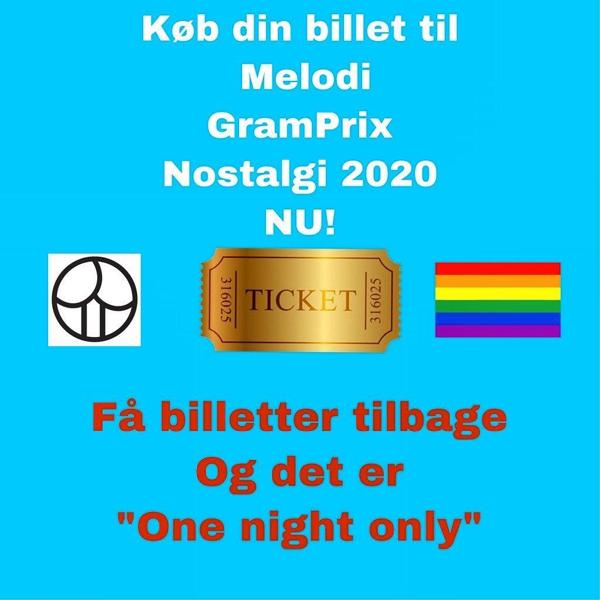 Køb din billet til
Melodi
GramPrix
Nostalgi 2020
NU!
316025
TICKET
316025
Få billetter tilbage
Og det er
"One night only"